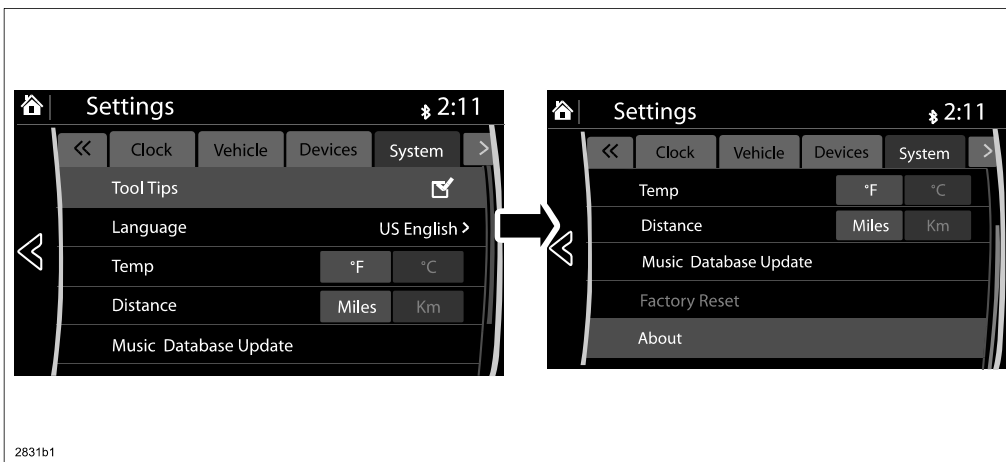 Settings 2:11
<< Clock Vehicle Devices System >
Tool Tips
Language US English >
Temp °F °C
Distance Miles Km
Music Database Update
Settings 2:11
<< Clock Vehicle Devices System >
Temp °F °C
Distance Miles Km
Music Database Update
Factory Reset
About
2831b1